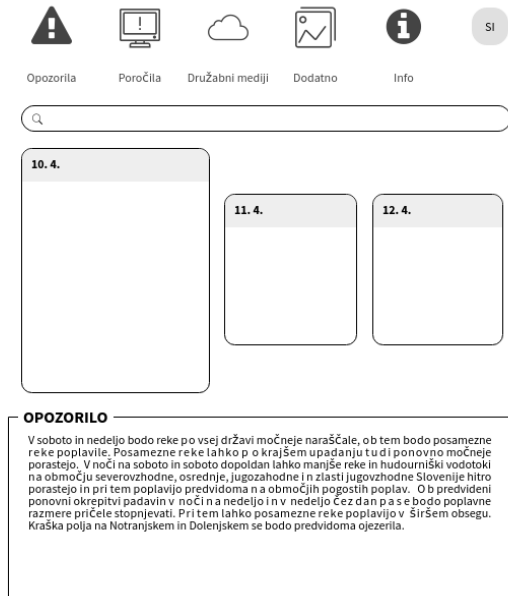 Opozorila Poročila Družabni mediji Dodatno Info SI
10. 4.
11. 4. 12. 4.
OPOZORILO
V soboto in nedeljo bodo reke po vsej državi močneje naraščale, ob tem bodo posamezne
reke poplavile. Posamezne reke lahko po krajšem upadanju tudi ponovno močneje
porastejo. V noči na soboto in soboto dopoldan lahko manjše reke in hudourniški vodotoki
na območju severovzhodne, osrednje, jugozahodne in zlasti jugovzhodne Slovenije hitro
porastejo in pri tem poplavijo predvidoma na območjih pogostih poplav. Ob predvideni
ponovni okrepitvi padavin v noči na nedeljo in v nedeljo čez dan pa se bodo poplavne
razmere pričele stopnjevati. Pri tem lahko posamezne reke poplavijo v širšem obsegu.
Kraška polja na Notranjskem in Dolenjskem se bodo predvidoma ojezerila.